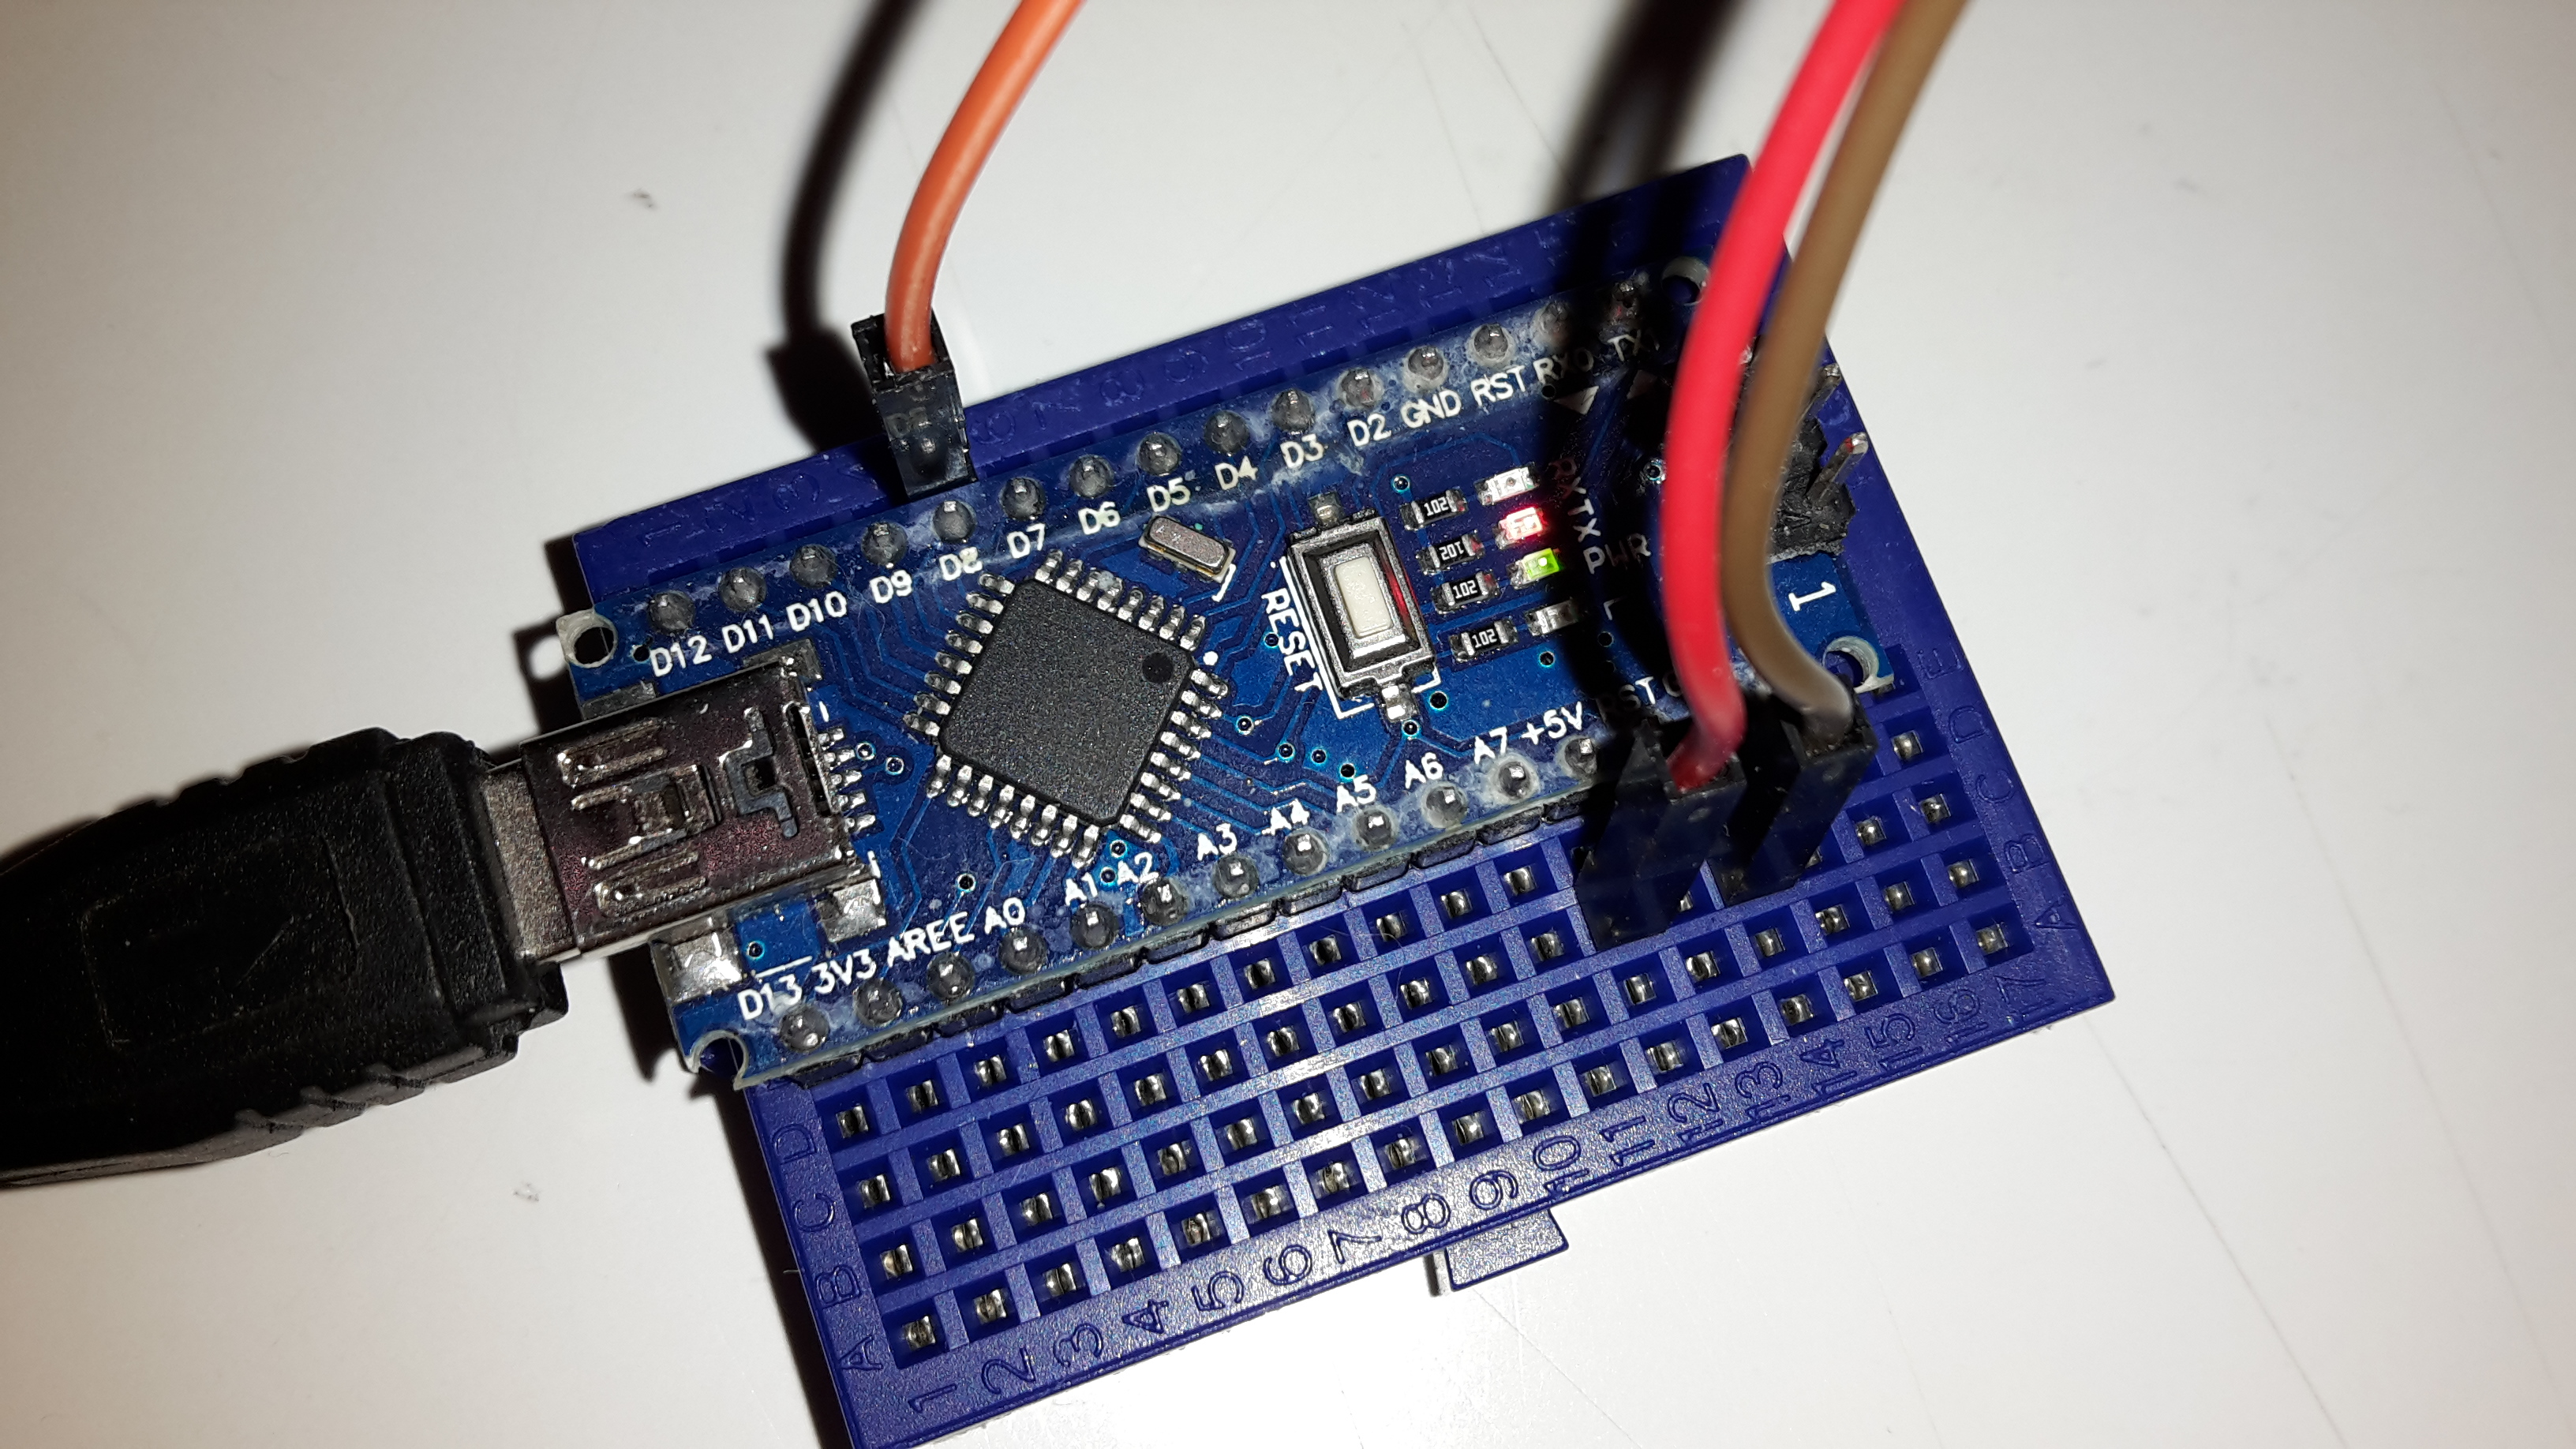 D12 D11 D10 D9 D8 D7 D6 D5 D4 D3 D2 GND RST RX0 TX1
102
201
102
102
RX
TX
PWR
L
RESET
1
D13 3V3 AREE A0 A1 A2 A3 A4 A5 A6 A7 +5V RST
E
D
C
B
A
D
C
B
A
1 2 3 4 5 6 7 8 9 10 11 12 13 14 15 16 17